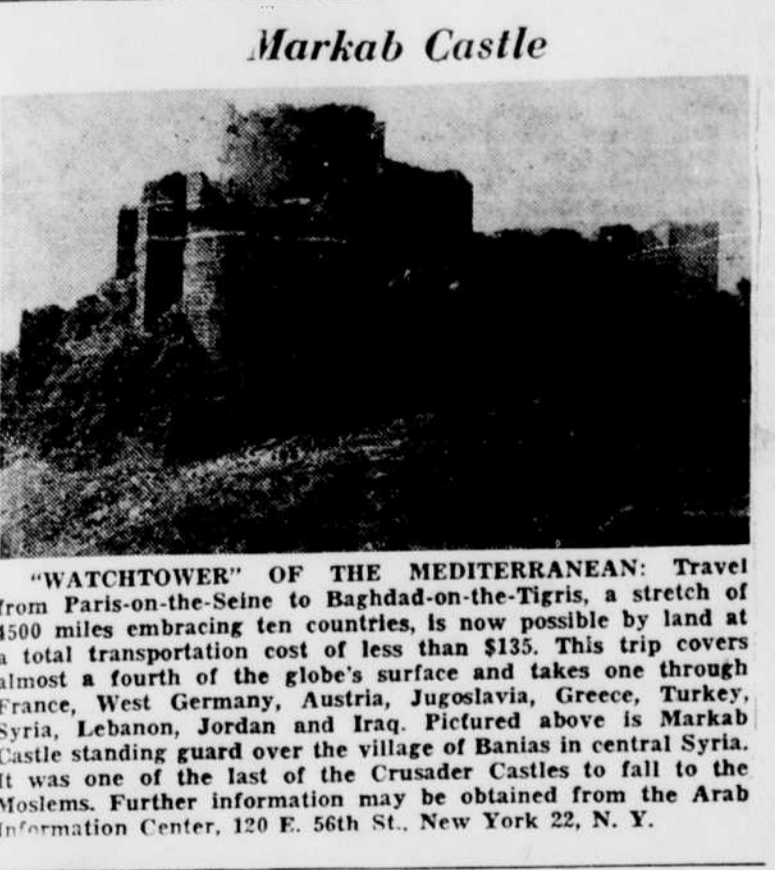 Markab Castle
"WATCHTOWER" OF THE MEDITERRANEAN: Travel
from Paris-on-the-Seine to Baghdad-on-the-Tigris, a stretch of
4500 miles embracing ten countries, is now possible by land at
a total transportation cost of less than $135. This trip covers
almost a fourth of the globe's surface and takes one through
France, West Germany, Austria, Jugoslavia, Greece, Turkey,
Syria, Lebanon, Jordan and Iraq. Pictured above is Markab
Castle standing guard over the village of Banias in central Syria.
It was one of the last of the Crusader Castles to fall to the
Moslems. Further information may be obtained from the Arab
Information Center, 120 E. 56th St., New York 22, N. Y.